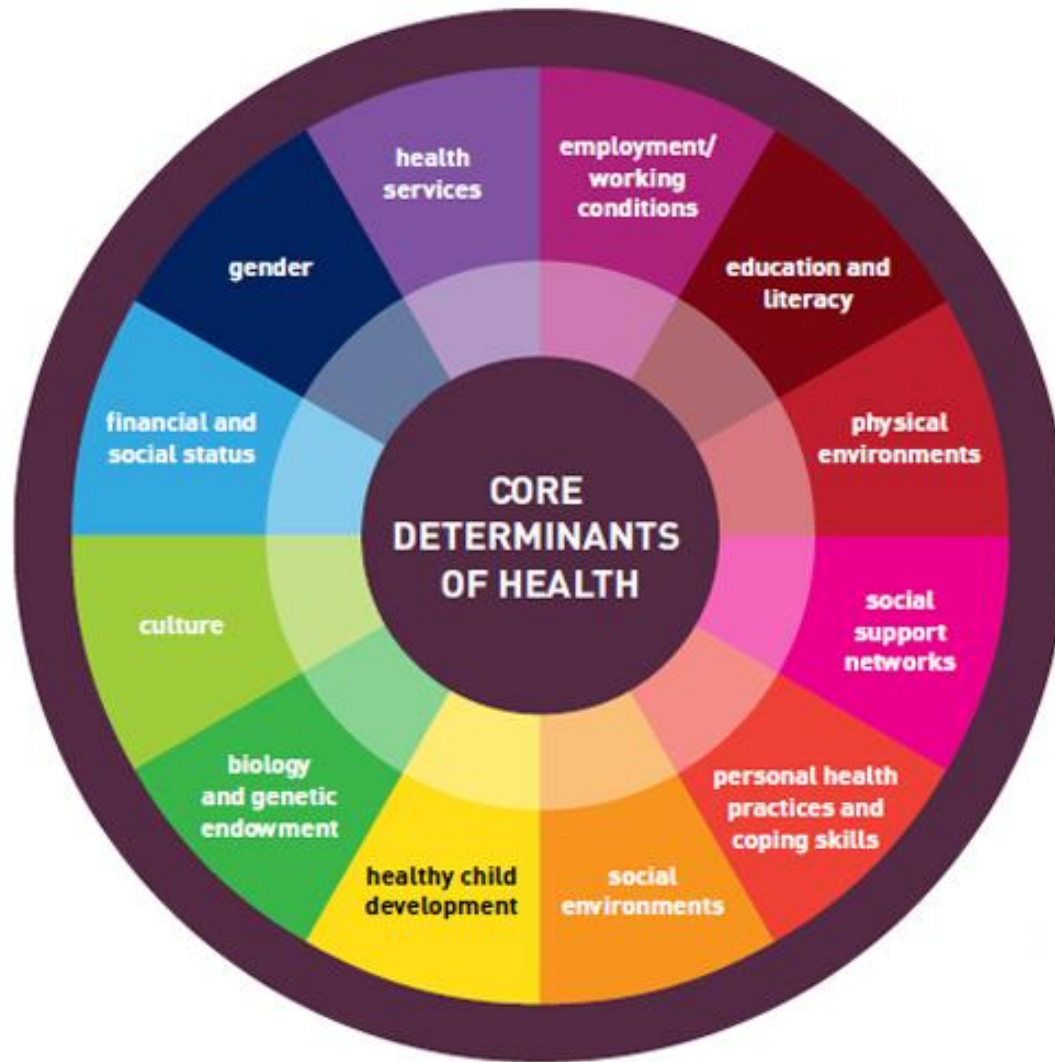 CORE
DETERMINANTS
OF HEALTH
employment/
working
conditions
education and
literacy
physical
environments
social
support
networks
personal health
practices and
coping skills
social
environments
healthy child
development
biology
and genetic
endowment
culture
financial and
social status
gender
health
services